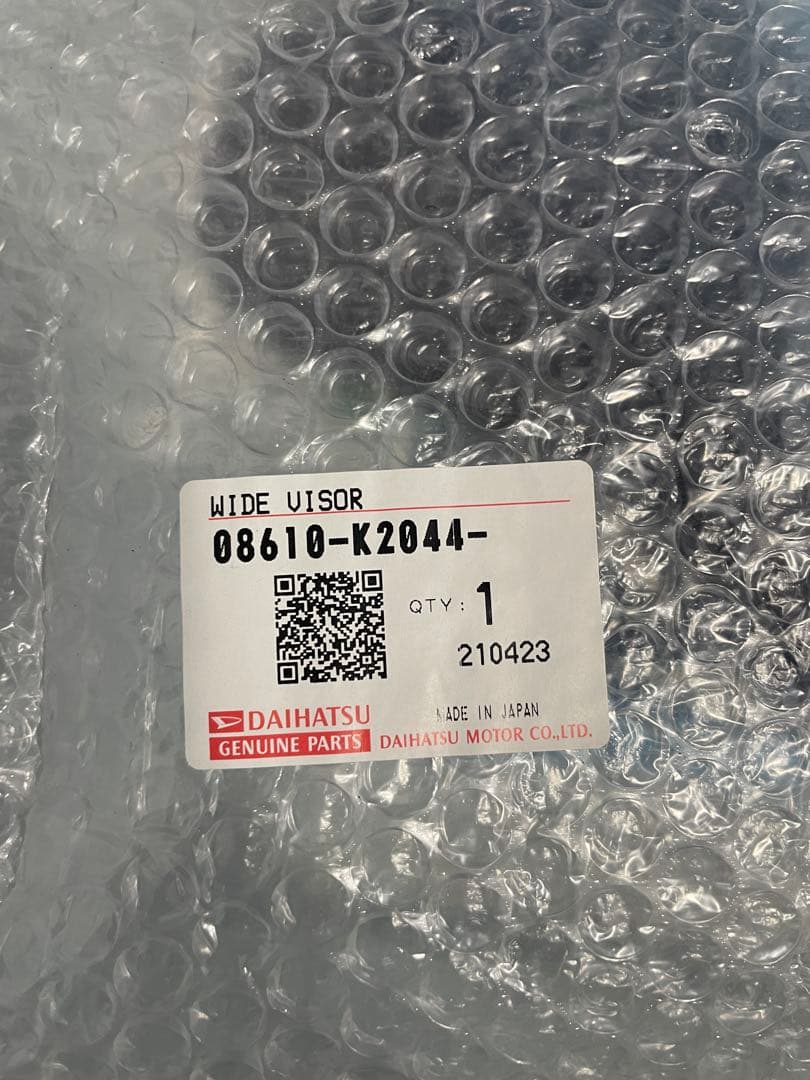 WIDE VISOR
08610-K2044-
QTY: 1
210423
DAIHATSU
MADE IN JAPAN
GENUINE PARTS
DAIHATSU MOTOR CO.,LTD.